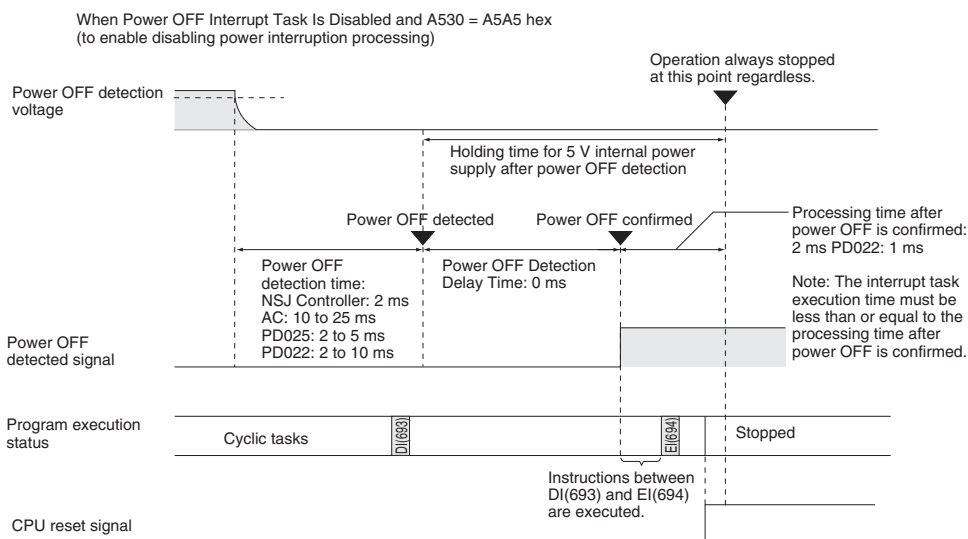 When Power OFF Interrupt Task Is Disabled and A530 = A5A5 hex
(to enable disabling power interruption processing)
Operation always stopped
at this point regardless.
Power OFF detection
voltage
Holding time for 5 V internal power
supply after power OFF detection
Power OFF detected
Power OFF confirmed
Processing time after
power OFF is confirmed:
2 ms PD022: 1 ms
Power OFF
detection time:
NSJ Controller: 2 ms
AC: 10 to 25 ms
PD025: 2 to 5 ms
PD022: 2 to 10 ms
Power OFF Detection
Delay Time: 0 ms
Note: The interrupt task
execution time must be
less than or equal to the
processing time after
power OFF is confirmed.
Power OFF
detected signal
Program execution
status
Cyclic tasks
DI(693)
EI(694)
Stopped
Instructions between
DI(693) and EI(694)
are executed.
CPU reset signal